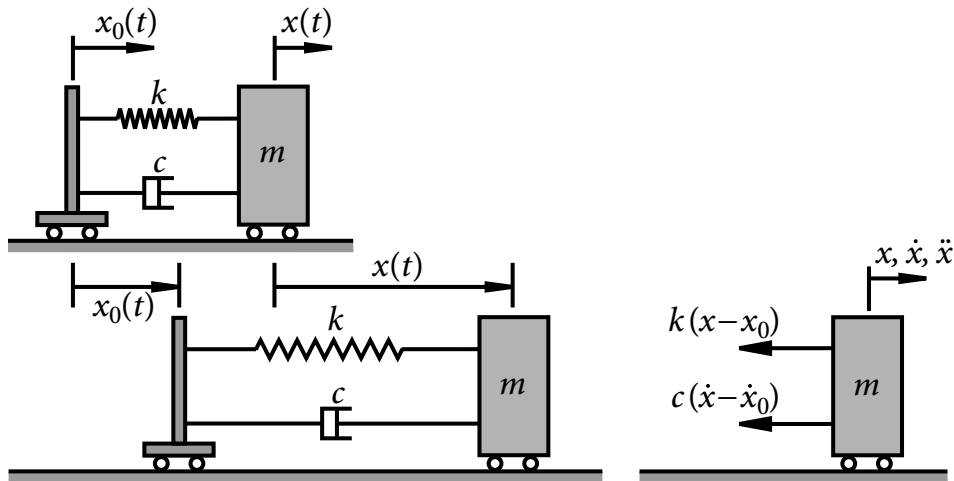 x₀(t)
x(t)
k
m
c
x₀(t)
x(t)
k
m
c
x, ẋ, ẍ
k(x−x₀)
c(ẋ−ẋ₀)
m